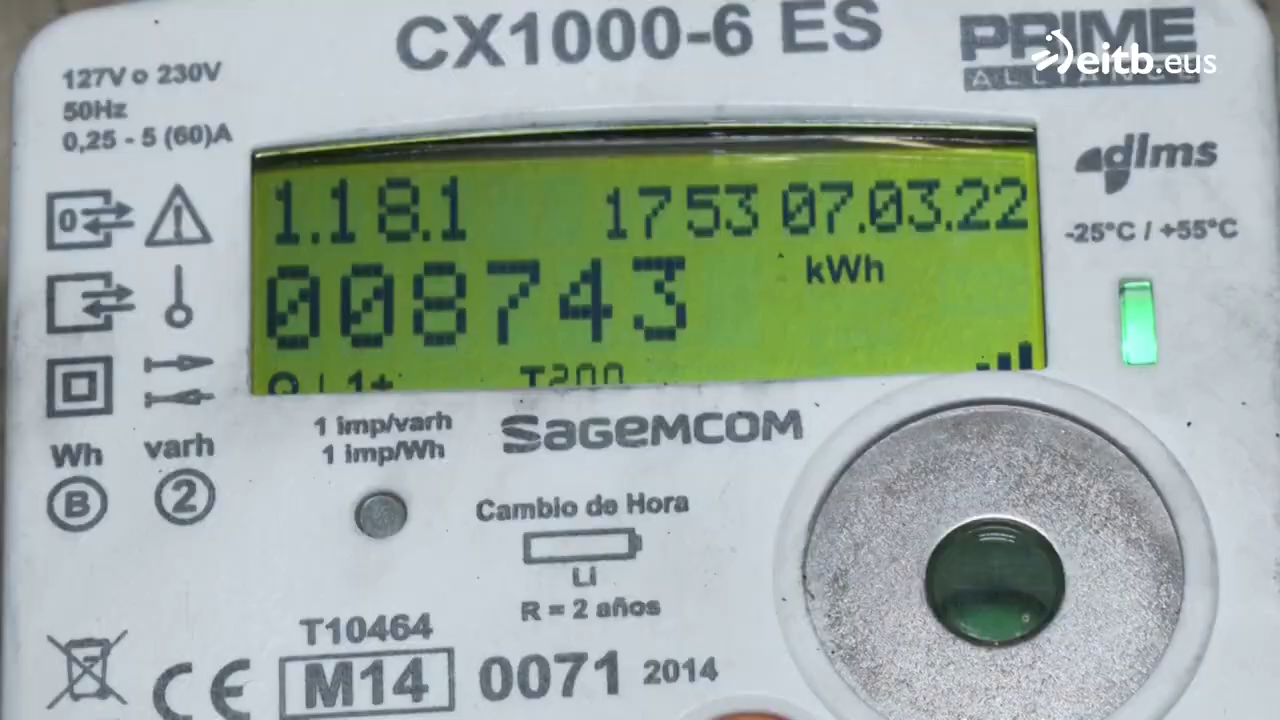 CX1000-6 ES
PRIME
ALLIANCE
eitb.eus
127V o 230V
50Hz
0,25 - 5 (60)A
dlms
-25°C / +55°C
0
1.18.1 1753 07.03.22
008743 kWh
1+ T200
1 imp/varh
1 imp/Wh
SAGEMCOM
Wh varh
B 2
Cambio de Hora
Li
R = 2 años
T10464
CE M14 0071 2014